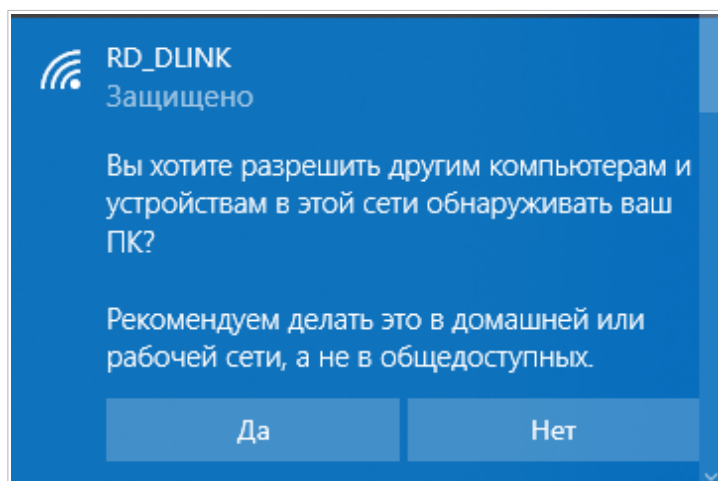 RD_DLINK
Защищено
Вы хотите разрешить другим компьютерам и
устройствам в этой сети обнаруживать ваш
ПК?
Рекомендуем делать это в домашней или
рабочей сети, а не в общедоступных.
Да Нет